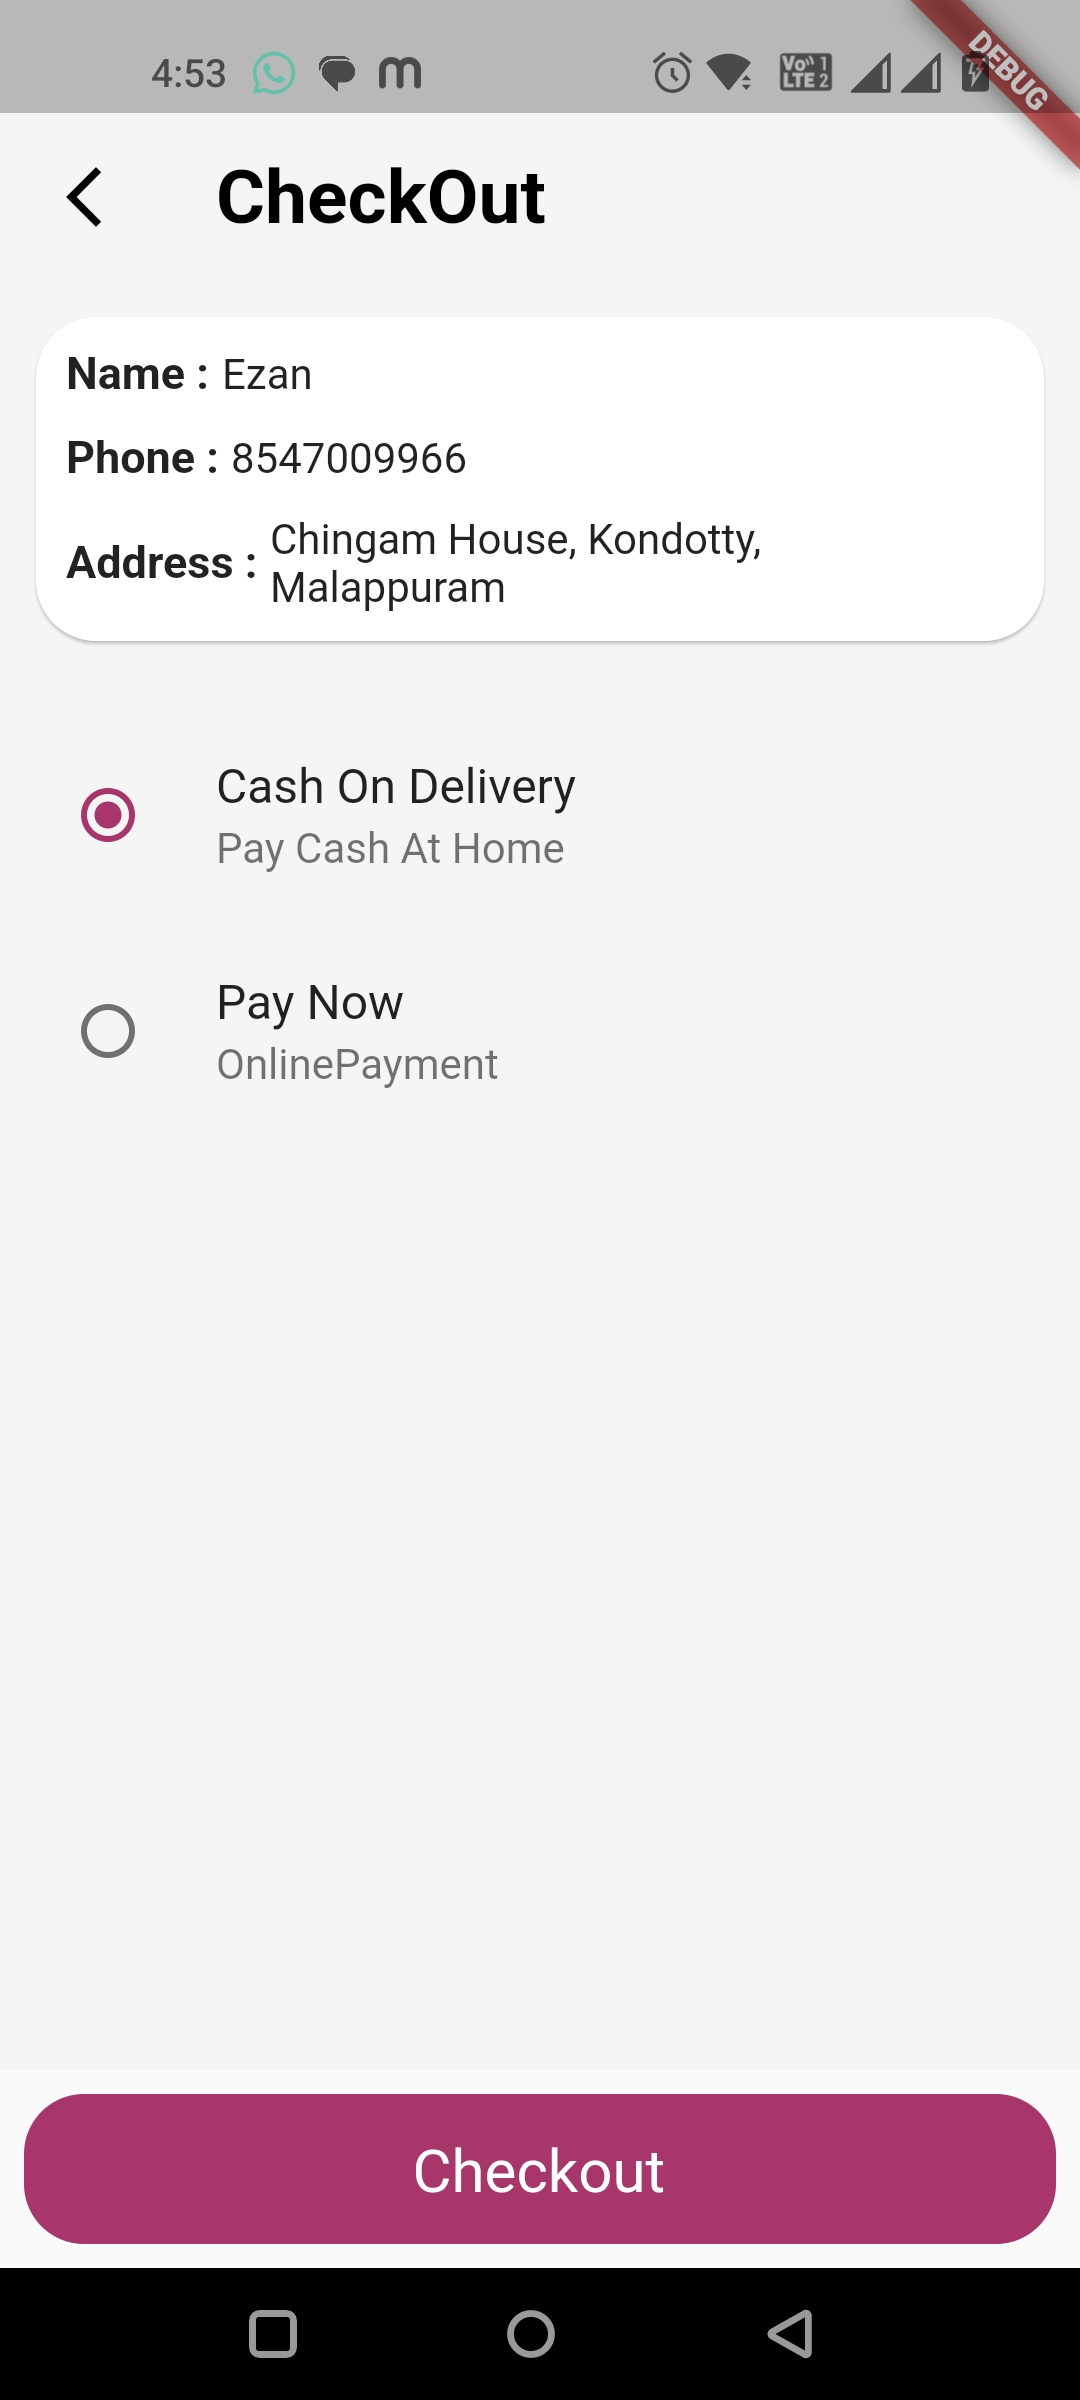 4:53
Vo 1
LTE 2
DEBUG
CheckOut
Name : Ezan
Phone : 8547009966
Address : Chingam House, Kondotty,
Malappuram
Cash On Delivery
Pay Cash At Home
Pay Now
OnlinePayment
Checkout